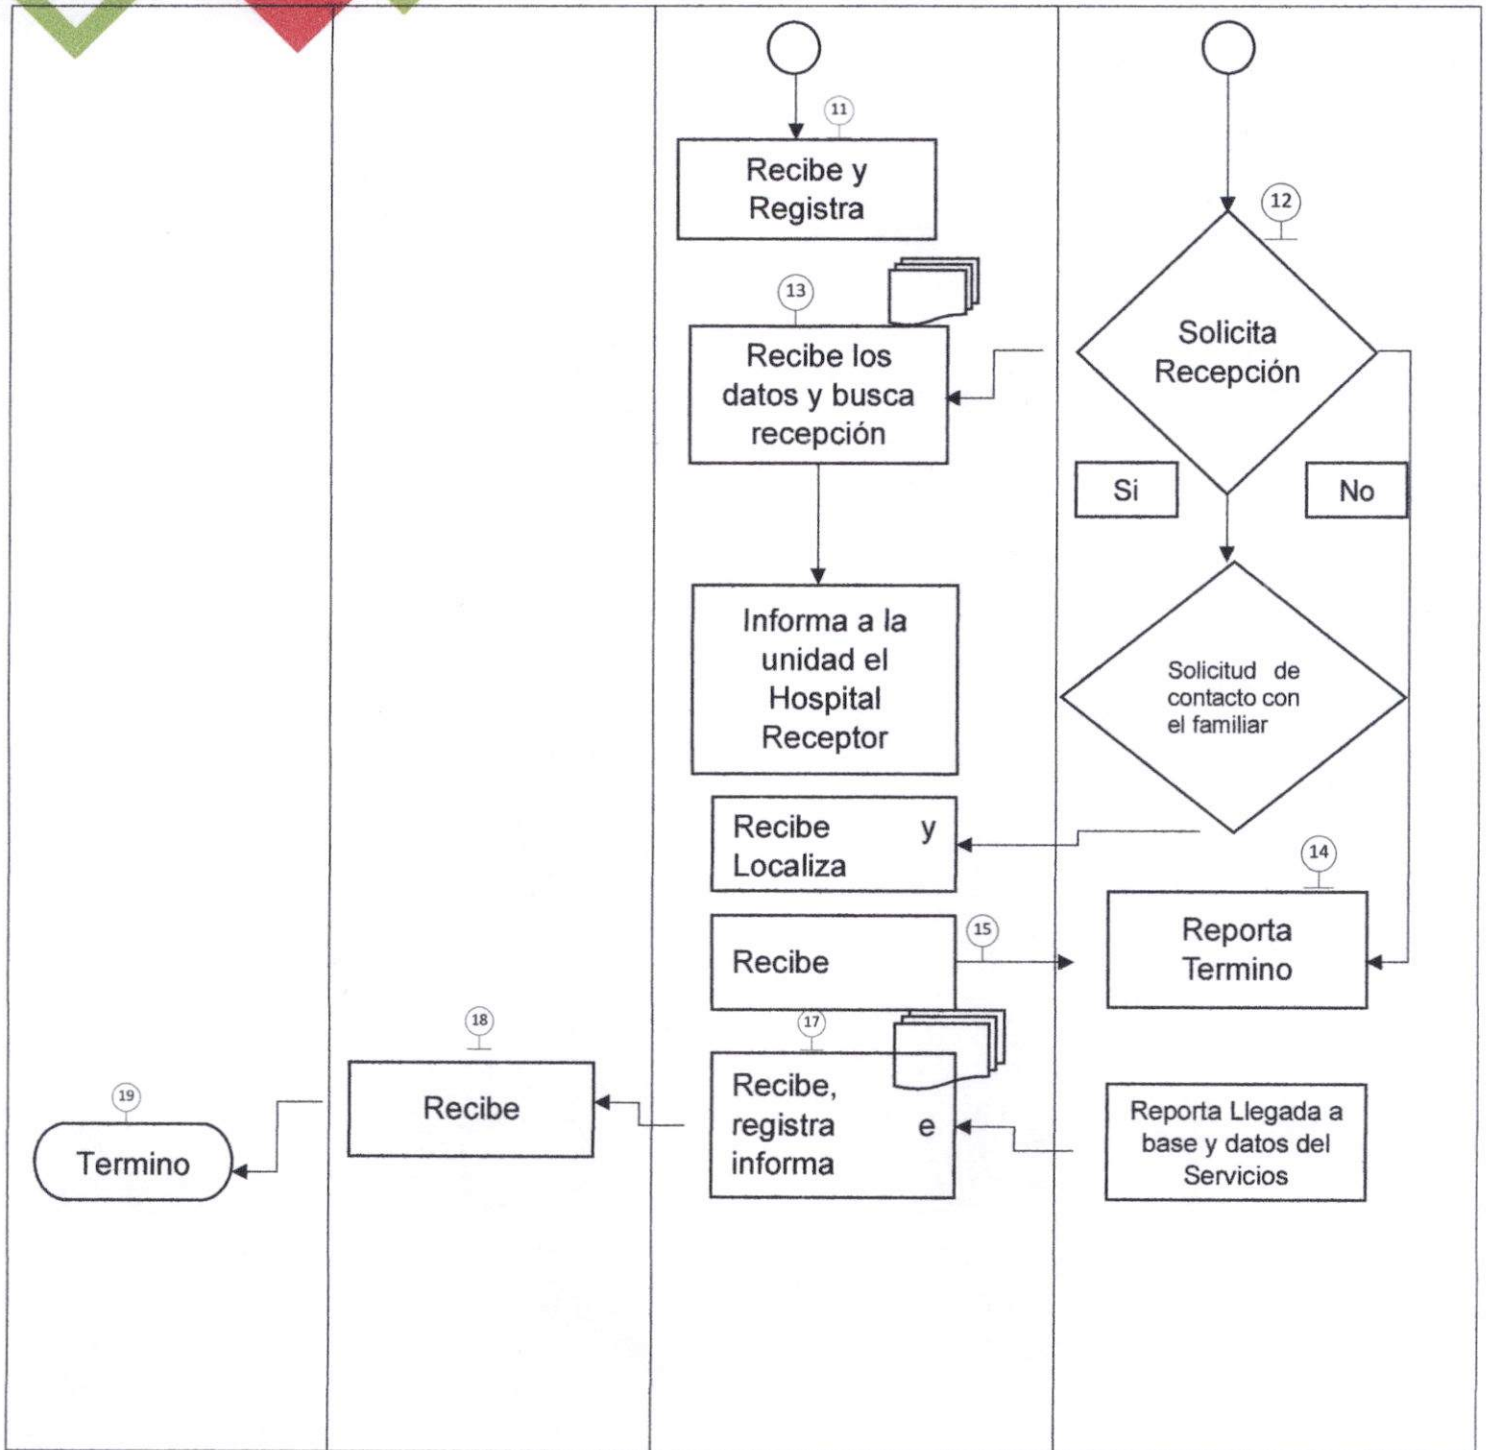 11
Recibe y
Registra
12
13
Solicita
Recepción
Recibe los
datos y busca
recepción
Si
No
Informa a la
unidad el
Hospital
Receptor
Solicitud de
contacto con
el familiar
Recibe y
Localiza
14
Reporta
Termino
15
Recibe
17
18
Recibe,
registra e
informa
Recibe
Reporta Llegada a
base y datos del
Servicios
19
Termino